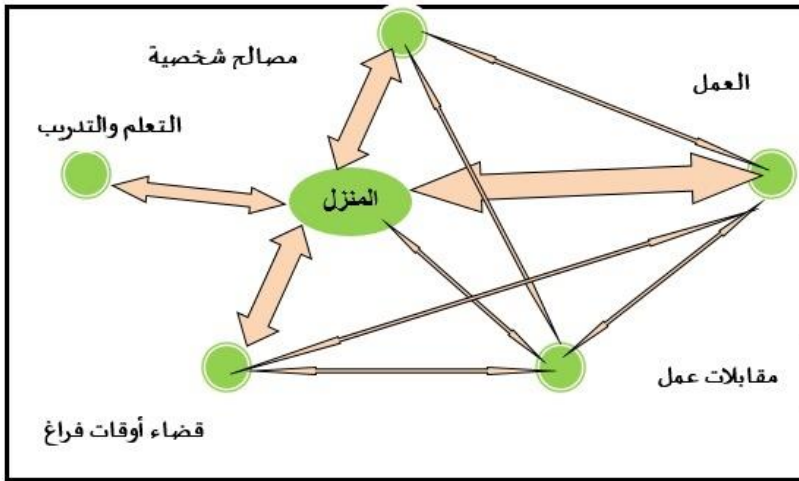 مصالح شخصية
العمل
التعلم والتدريب
المنزل
مقابلات عمل
قضاء أوقات فراغ